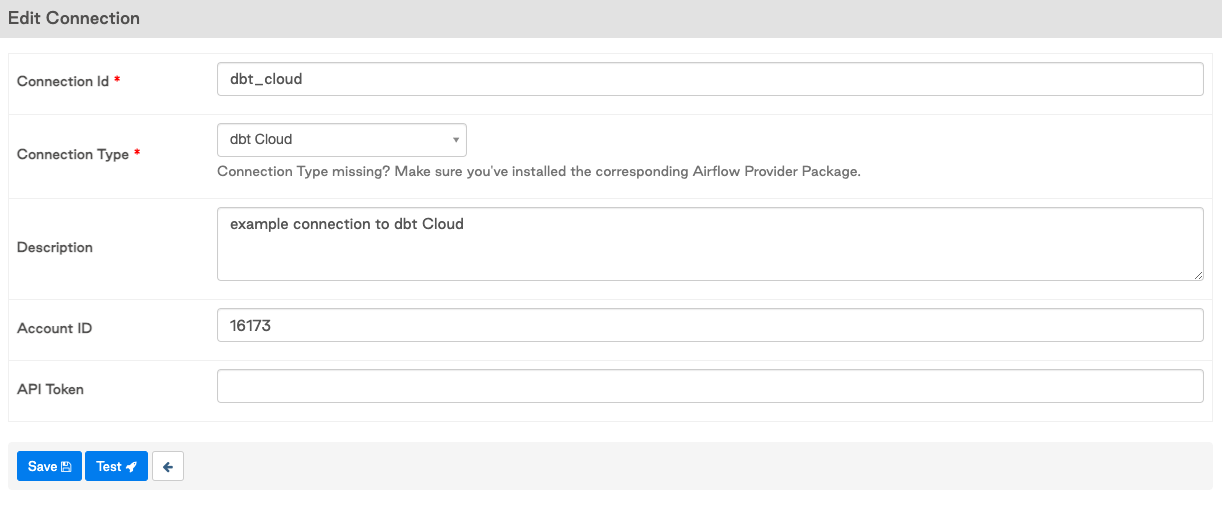 Edit Connection
Connection Id *
dbt_cloud
Connection Type *
dbt Cloud
Connection Type missing? Make sure you've installed the corresponding Airflow Provider Package.
Description
example connection to dbt Cloud
Account ID
16173
API Token
Save
Test